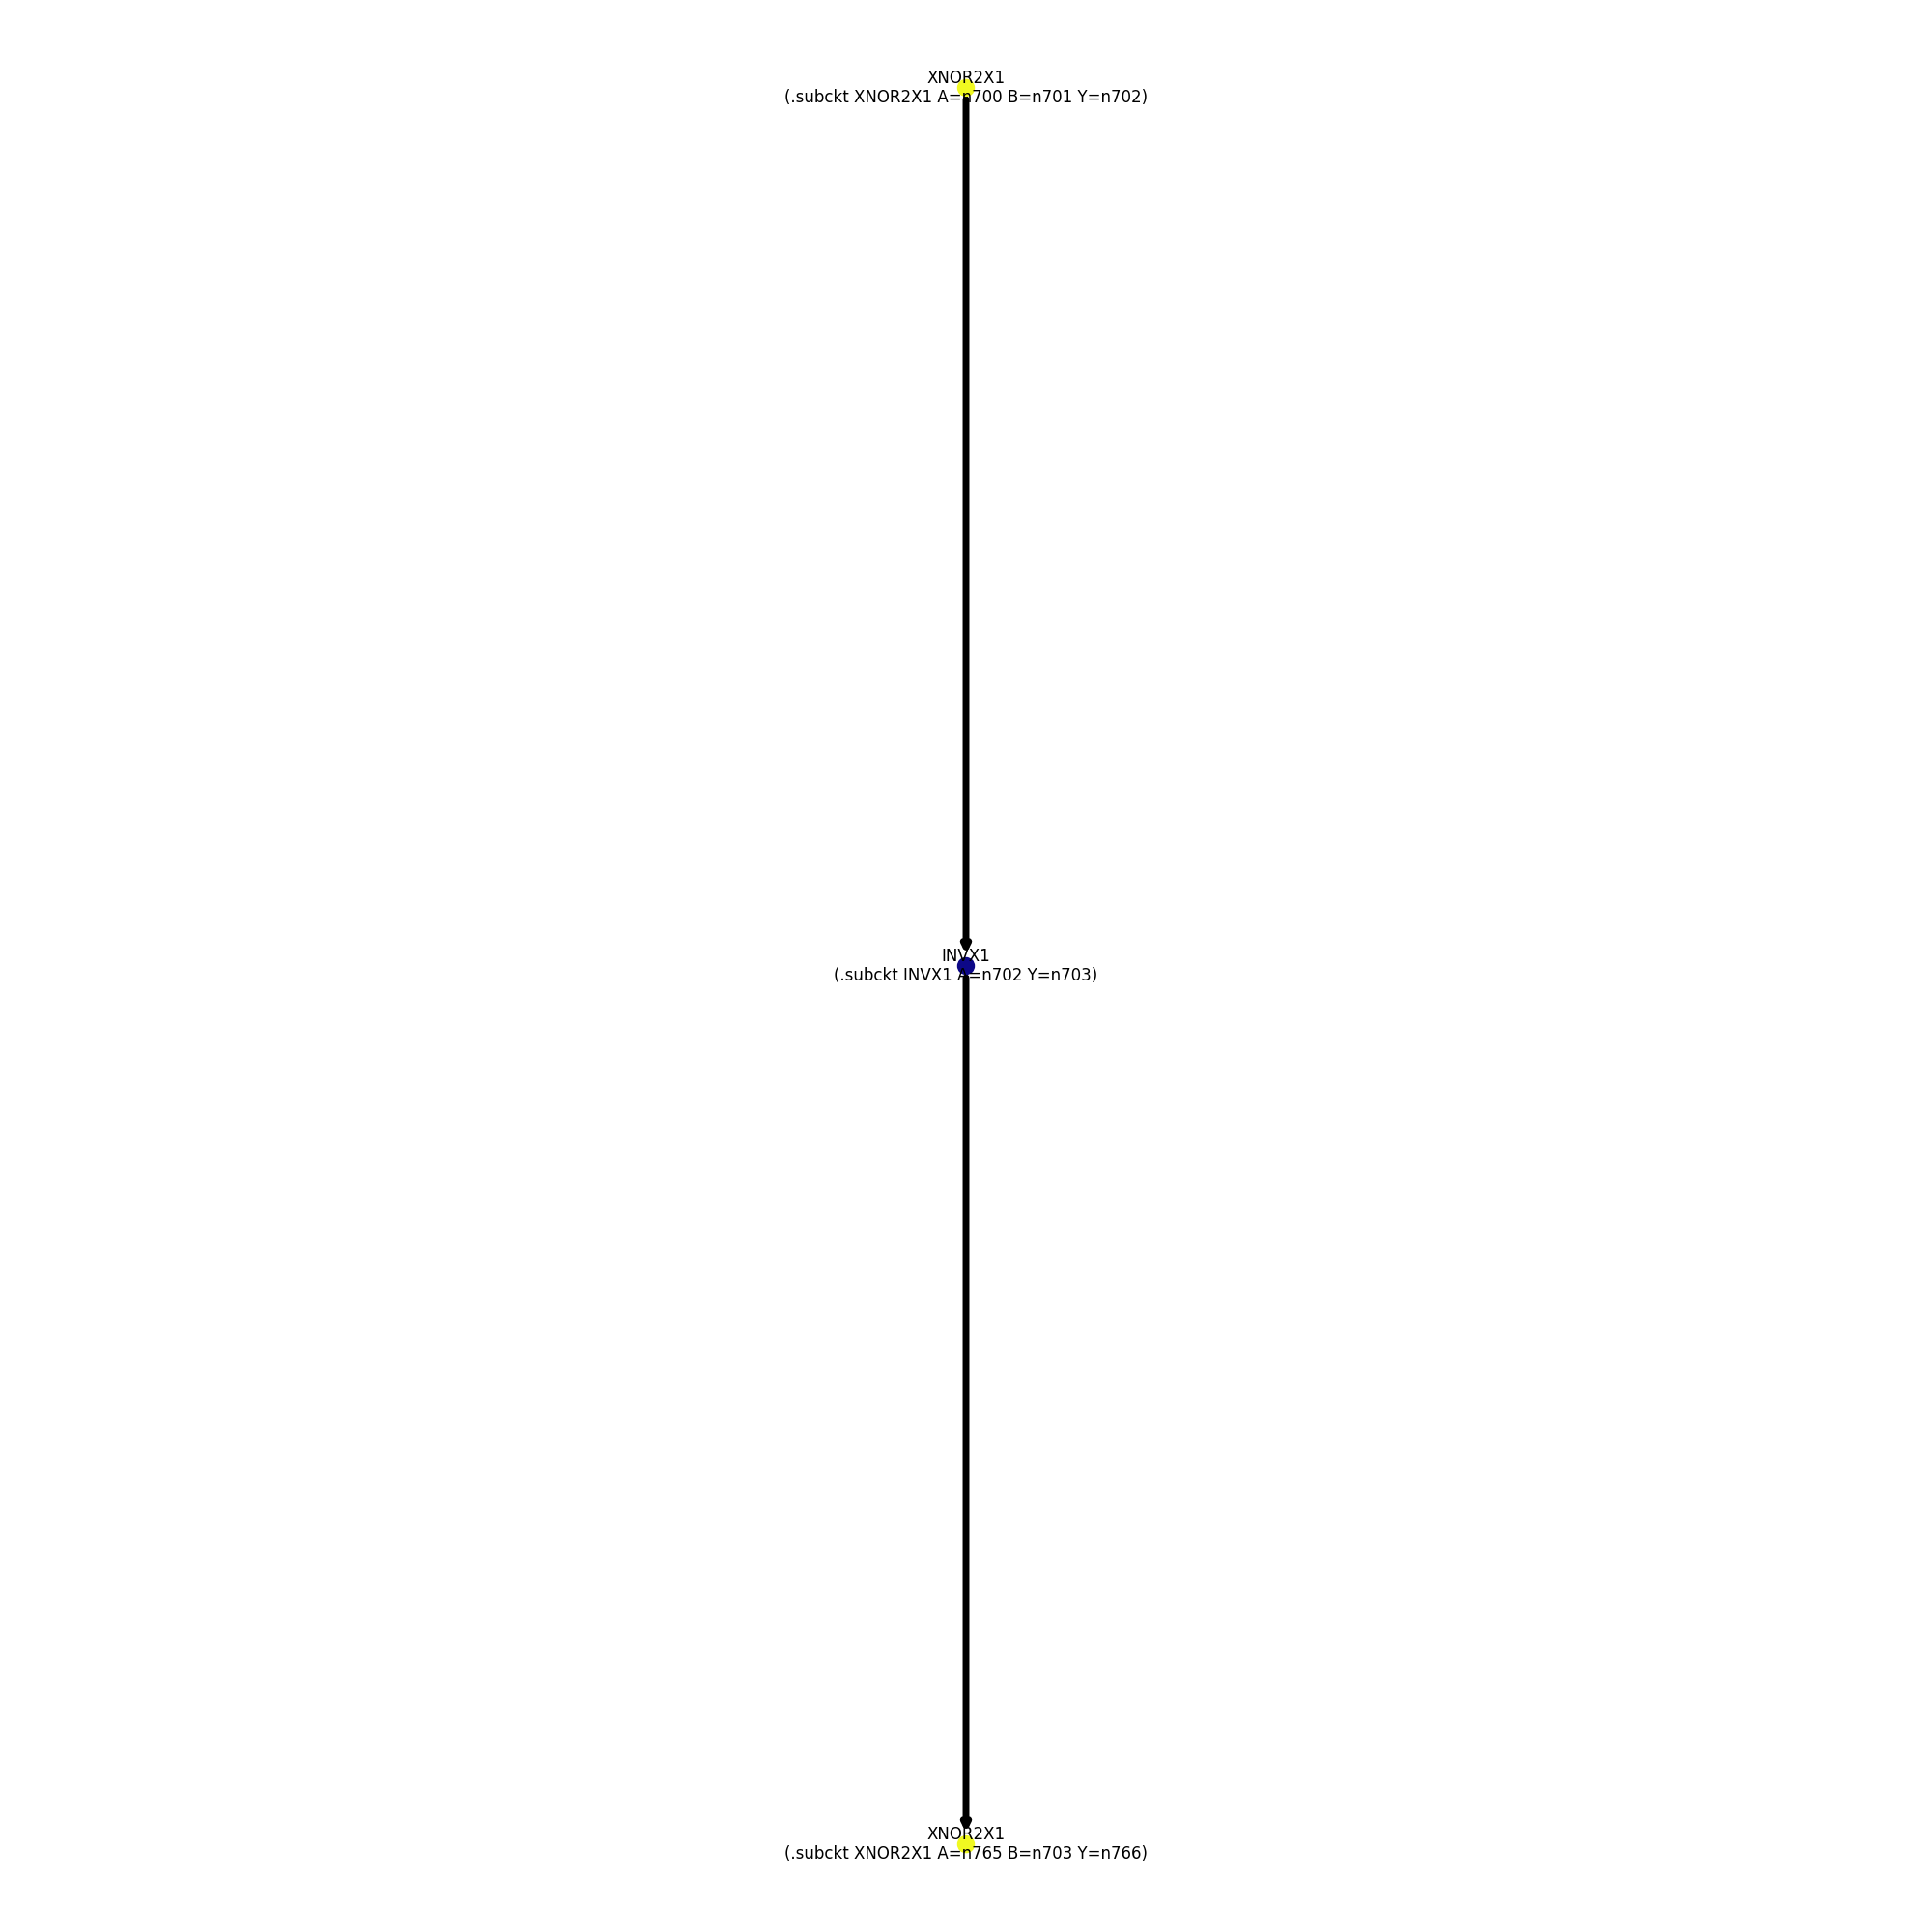 XNOR2X1
(.subckt XNOR2X1 A=n700 B=n701 Y=n702)
INVX1
(.subckt INVX1 A=n702 Y=n703)
XNOR2X1
(.subckt XNOR2X1 A=n765 B=n703 Y=n766)